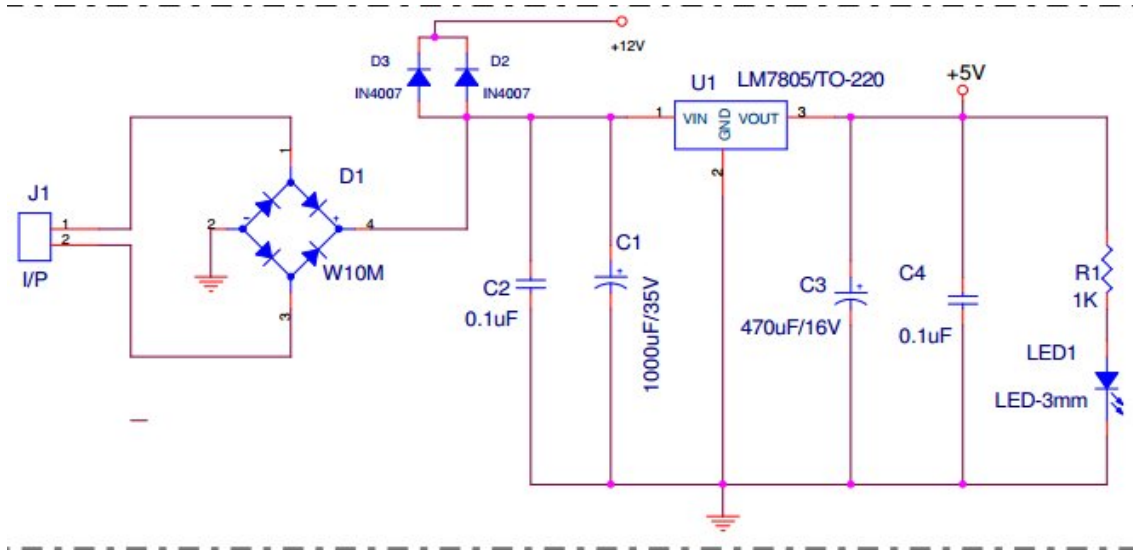 +12V
D3
D2
IN4007
IN4007
U1
LM7805/TO-220
+5V
1
VIN
GND
VOUT
3
2
J1
1
2
I/P
1
D1
2
-
+
4
W10M
3
C2
0.1uF
C1
+
1000uF/35V
C3
+
470uF/16V
C4
0.1uF
R1
1K
LED1
LED-3mm